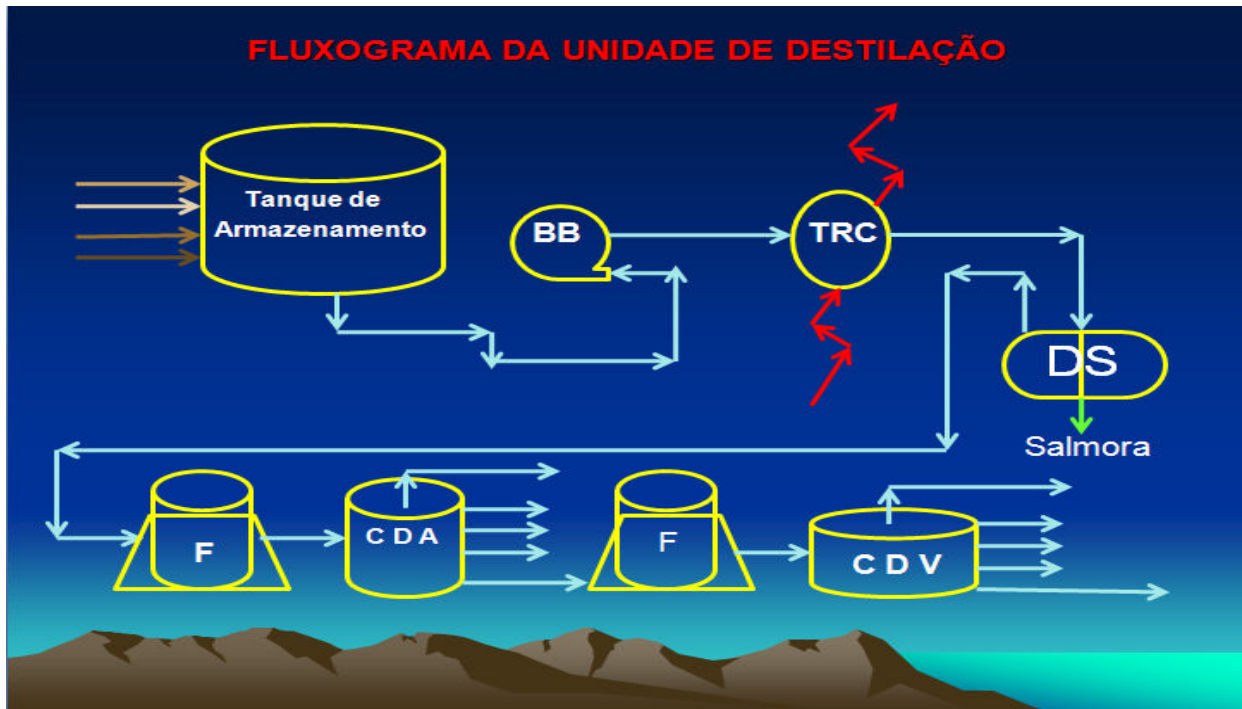 FLUXOGRAMA DA UNIDADE DE DESTILAÇÃO
Tanque de
Armazenamento
BB
TRC
DS
Salmora
F
C D A
F
C D V